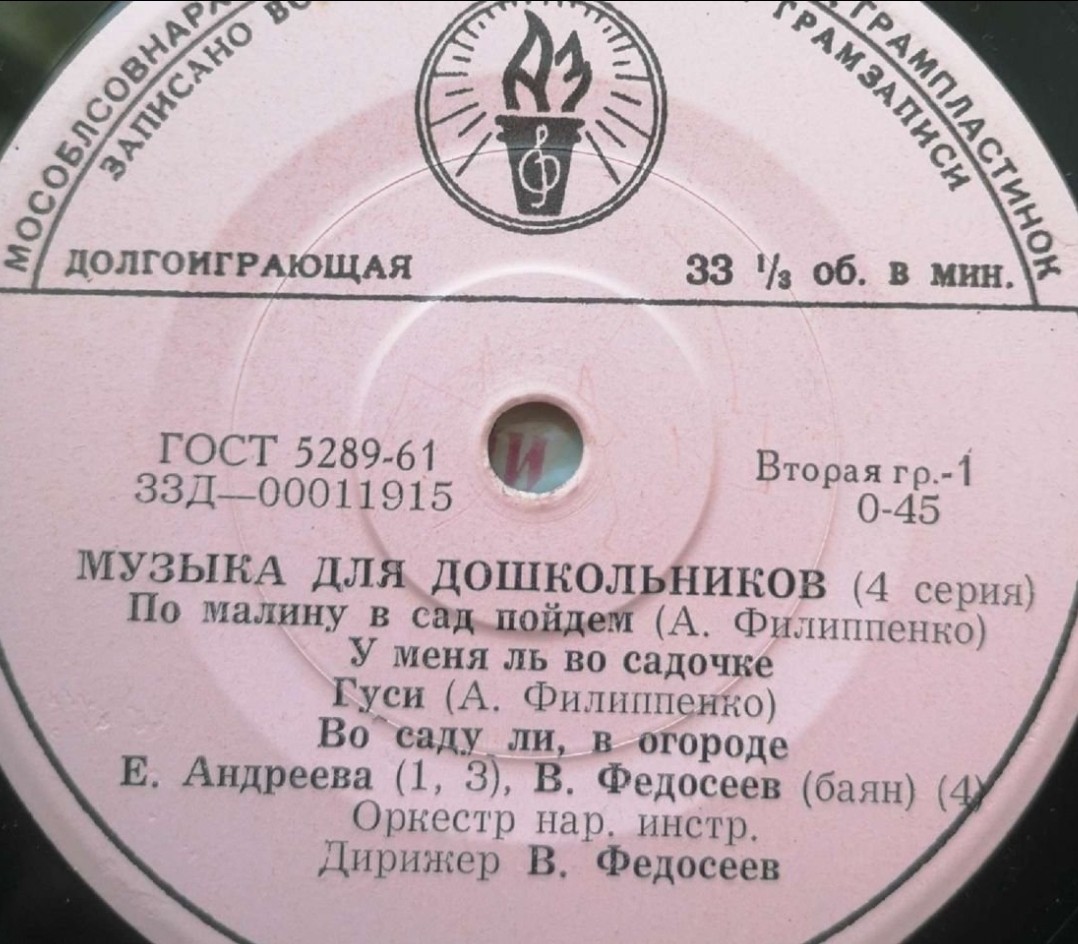 МОСОБЛСОВНАР
ГРАМПЛАСТИНОК
ЗАПИСАНО
ГРАМЗАПИСИ
ДОЛГОИГРАЮЩАЯ 33 1/3 об. в мин.
И
ГОСТ 5289-61 Вторая гр.-1
33Д—00011915 0-45
МУЗЫКА ДЛЯ ДОШКОЛЬНИКОВ (4 серия)
По малину в сад пойдем (А. Филиппенко)
У меня ль во садочке
Гуси (А. Филиппенко)
Во саду ли, в огороде
Е. Андреева (1, 3), В. Федосеев (баян) (4)
Оркестр нар. инстр.
Дирижер В. Федосеев